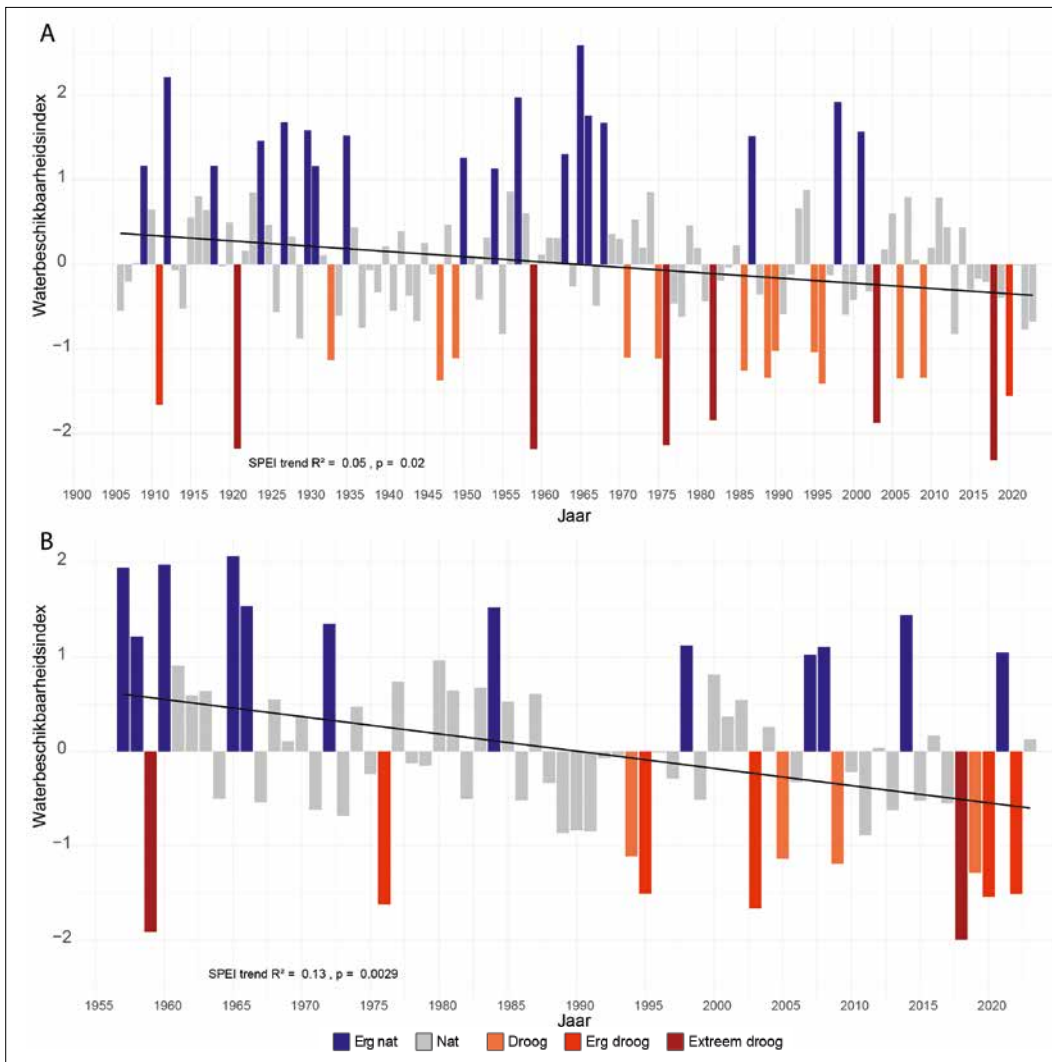 A
Waterbeschikbaarheidsindex
2
1
0
−1
−2
SPEI trend R² = 0.05 , p = 0.02
1900 1905 1910 1915 1920 1925 1930 1935 1940 1945 1950 1955 1960 1965 1970 1975 1980 1985 1990 1995 2000 2005 2010 2015 2020
Jaar
B
Waterbeschikbaarheidsindex
2
1
0
−1
−2
SPEI trend R² = 0.13 , p = 0.0029
1955 1960 1965 1970 1975 1980 1985 1990 1995 2000 2005 2010 2015 2020
Jaar
Erg nat Nat Droog Erg droog Extreem droog